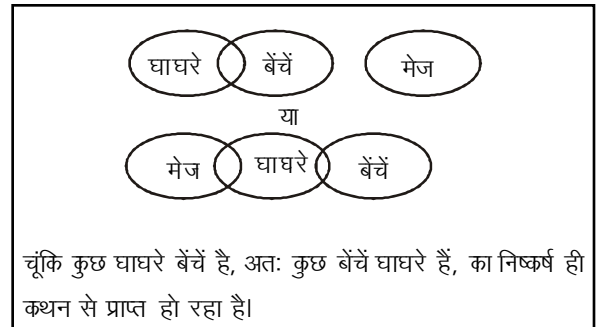 घाघरे बेंचें मेज
या
मेज घाघरे बेंचें
चूंकि कुछ घाघरे बेंचें है, अतः कुछ बेंचें घाघरे हैं, का निष्कर्ष ही
कथन से प्राप्त हो रहा है।